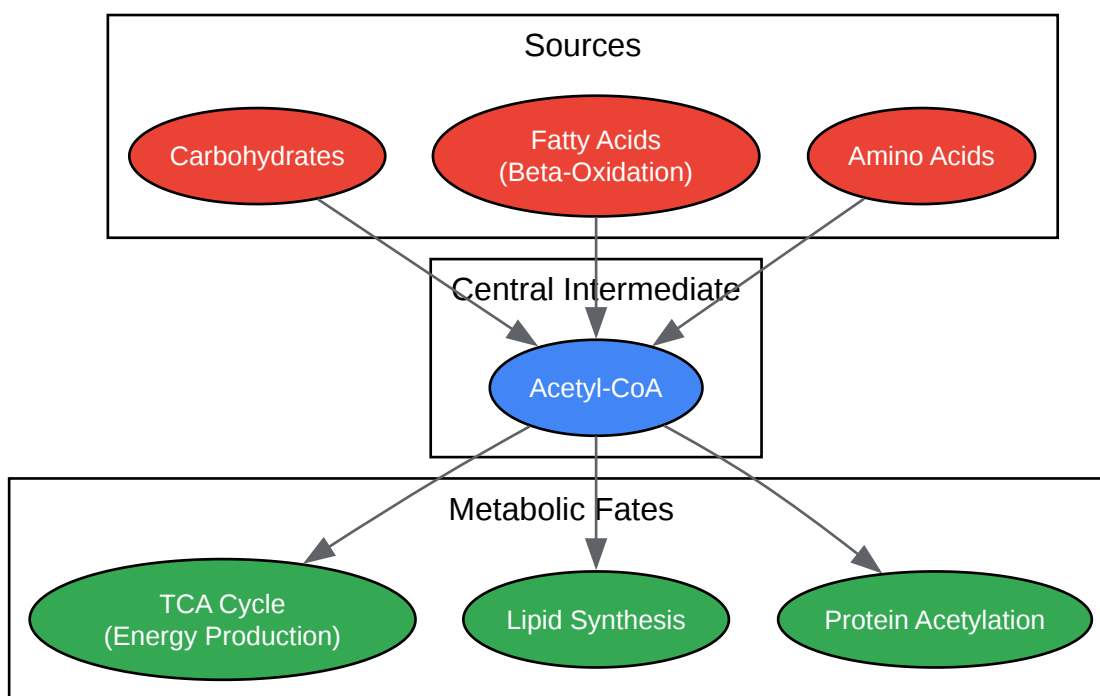 Sources
Carbohydrates
Fatty Acids
(Beta-Oxidation)
Amino Acids
Central Intermediate
Acetyl-CoA
Metabolic Fates
TCA Cycle
(Energy Production)
Lipid Synthesis
Protein Acetylation